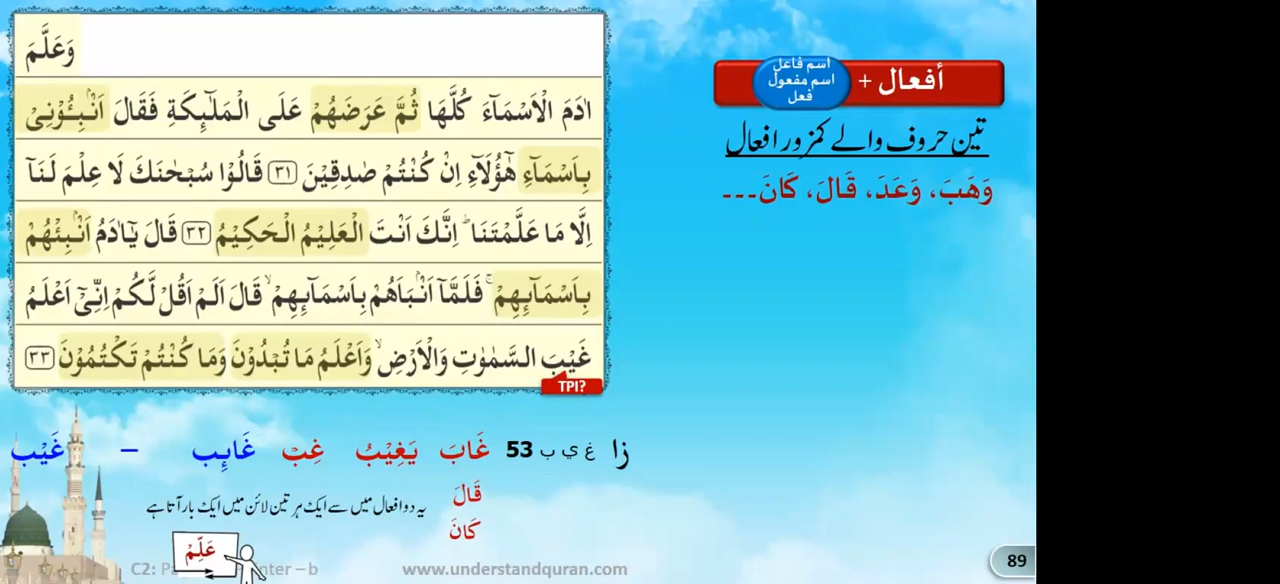 وَعَلَّمَ
اٰدَمَ الْاَسْمَآءَ كُلَّهَا ثُمَّ عَرَضَهُمْ عَلَى الْمَلٰٓئِكَةِ فَقَالَ اَنْۢبِـُٔوْنِیْ
بِاَسْمَآءِ هٰۤؤُلَآءِ اِنْ كُنْتُمْ صٰدِقِیْنَ ﴿۳۱﴾ قَالُوْا سُبْحٰنَكَ لَا عِلْمَ لَنَاۤ
اِلَّا مَا عَلَّمْتَنَا ؕ اِنَّكَ اَنْتَ الْعَلِیْمُ الْحَكِیْمُ ﴿۳۲﴾ قَالَ یٰۤاٰدَمُ اَنْۢبِئْهُمْ
بِاَسْمَآئِهِمْ ۚ فَلَمَّاۤ اَنْۢبَاَهُمْ بِاَسْمَآئِهِمْ ۙ قَالَ اَلَمْ اَقُلْ لَّكُمْ اِنِّیْۤ اَعْلَمُ
غَیْبَ السَّمٰوٰتِ وَالْاَرْضِ ۙ وَاَعْلَمُ مَا تُبْدُوْنَ وَمَا كُنْتُمْ تَكْتُمُوْنَ ﴿۳۳﴾
TPI?
أفعال +
اسم فاعل
اسم مفعول
فعل
تین حروف والے کمزور افعال
وَهَبَ، وَعَدَ، قَالَ، كَانَ۔۔۔
زا غ ي ب 53 غَابَ يَغِيْبُ غِبْ غَائِب – غَيْب
قَالَ
كَانَ
یہ دو افعال میں سے ایک ہر تین لائن میں ایک بار آتا ہے
عَلِّمْ
C2: Pa nter – b
www.understandquran.com
89